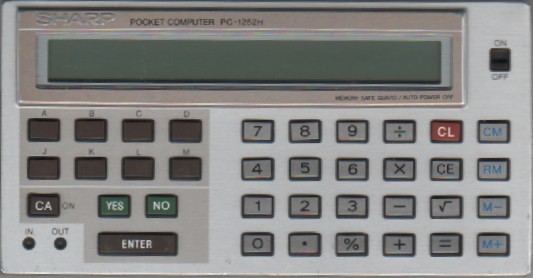 SHARP POCKET COMPUTER PC-1262H
ON
OFF
MEMORY SAFE GUARD / AUTO POWER OFF
A B C D
J K L M
7 8 9 ÷ CL CM
4 5 6 × CE RM
CA ON YES NO
1 2 3 − √ M−
IN OUT
ENTER
0 • % + = M+